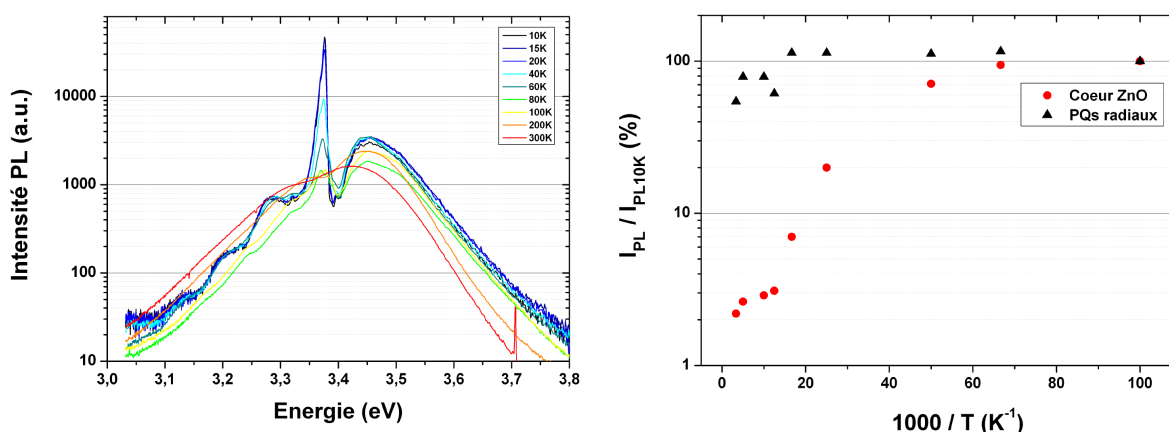 Intensité PL (a.u.)
10000
1000
100
10
3,0 3,1 3,2 3,3 3,4 3,5 3,6 3,7 3,8
Energie (eV)
10K
15K
20K
40K
60K
80K
100K
200K
300K
I_PL / I_PL10K (%)
100
10
1
0 20 40 60 80 100
1000 / T (K⁻¹)
Coeur ZnO
PQs radiaux